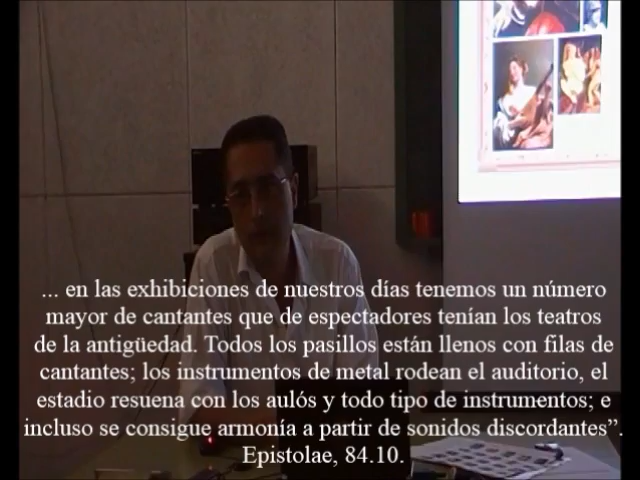 ... en las exhibiciones de nuestros días tenemos un número
mayor de cantantes que de espectadores tenían los teatros
de la antigüedad. Todos los pasillos están llenos con filas de
cantantes; los instrumentos de metal rodean el auditorio, el
estadio resuena con los aulós y todo tipo de instrumentos; e
incluso se consigue armonía a partir de sonidos discordantes”.
Epistolae, 84.10.